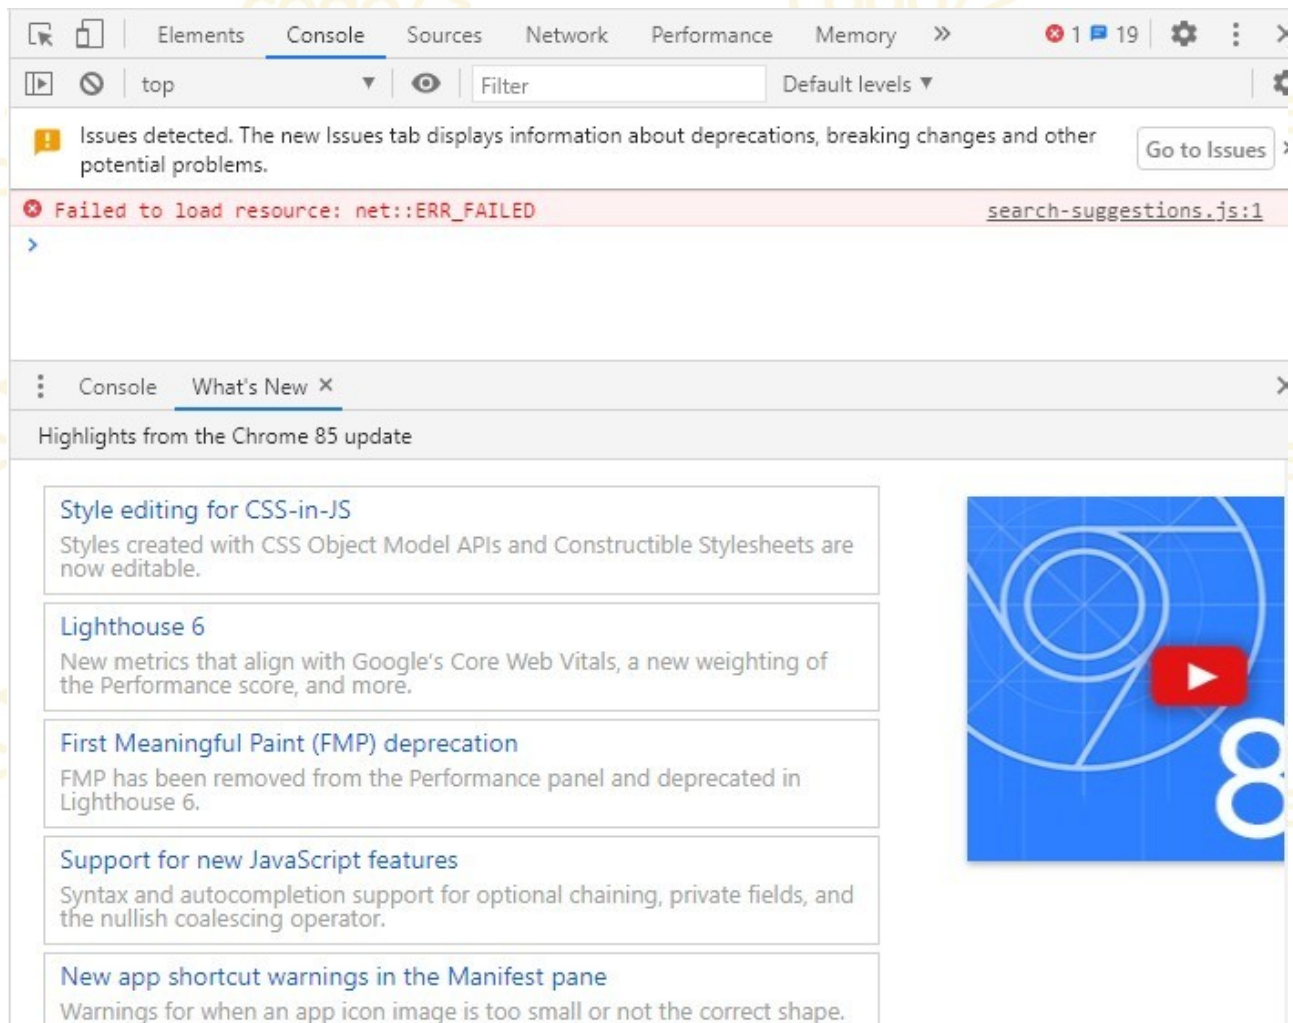 Elements Console Sources Network Performance Memory » 1 19
top Filter Default levels
Issues detected. The new Issues tab displays information about deprecations, breaking changes and other
potential problems.
Go to Issues
Failed to load resource: net::ERR_FAILED search-suggestions.js:1
Console What's New
Highlights from the Chrome 85 update
Style editing for CSS-in-JS
Styles created with CSS Object Model APIs and Constructible Stylesheets are
now editable.
Lighthouse 6
New metrics that align with Google's Core Web Vitals, a new weighting of
the Performance score, and more.
First Meaningful Paint (FMP) deprecation
FMP has been removed from the Performance panel and deprecated in
Lighthouse 6.
8
Support for new JavaScript features
Syntax and autocompletion support for optional chaining, private fields, and
the nullish coalescing operator.
New app shortcut warnings in the Manifest pane
Warnings for when an app icon image is too small or not the correct shape.